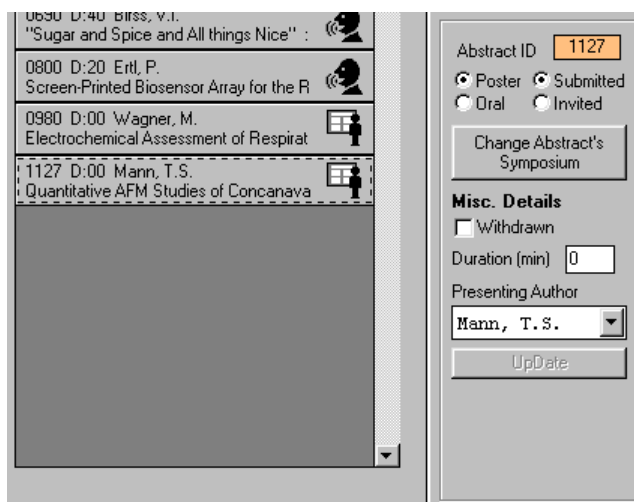 0690 D:40 Birss, V.I.
"Sugar and Spice and All things Nice" :
0800 D:20 Ertl, P.
Screen-Printed Biosensor Array for the R
0980 D:00 Wagner, M.
Electrochemical Assessment of Respirat
1127 D:00 Mann, T.S.
Quantitative AFM Studies of Concanava
Abstract ID 1127
Poster Submitted
Oral Invited
Change Abstract's
Symposium
Misc. Details
Withdrawn
Duration (min) 0
Presenting Author
Mann, T.S.
UpDate